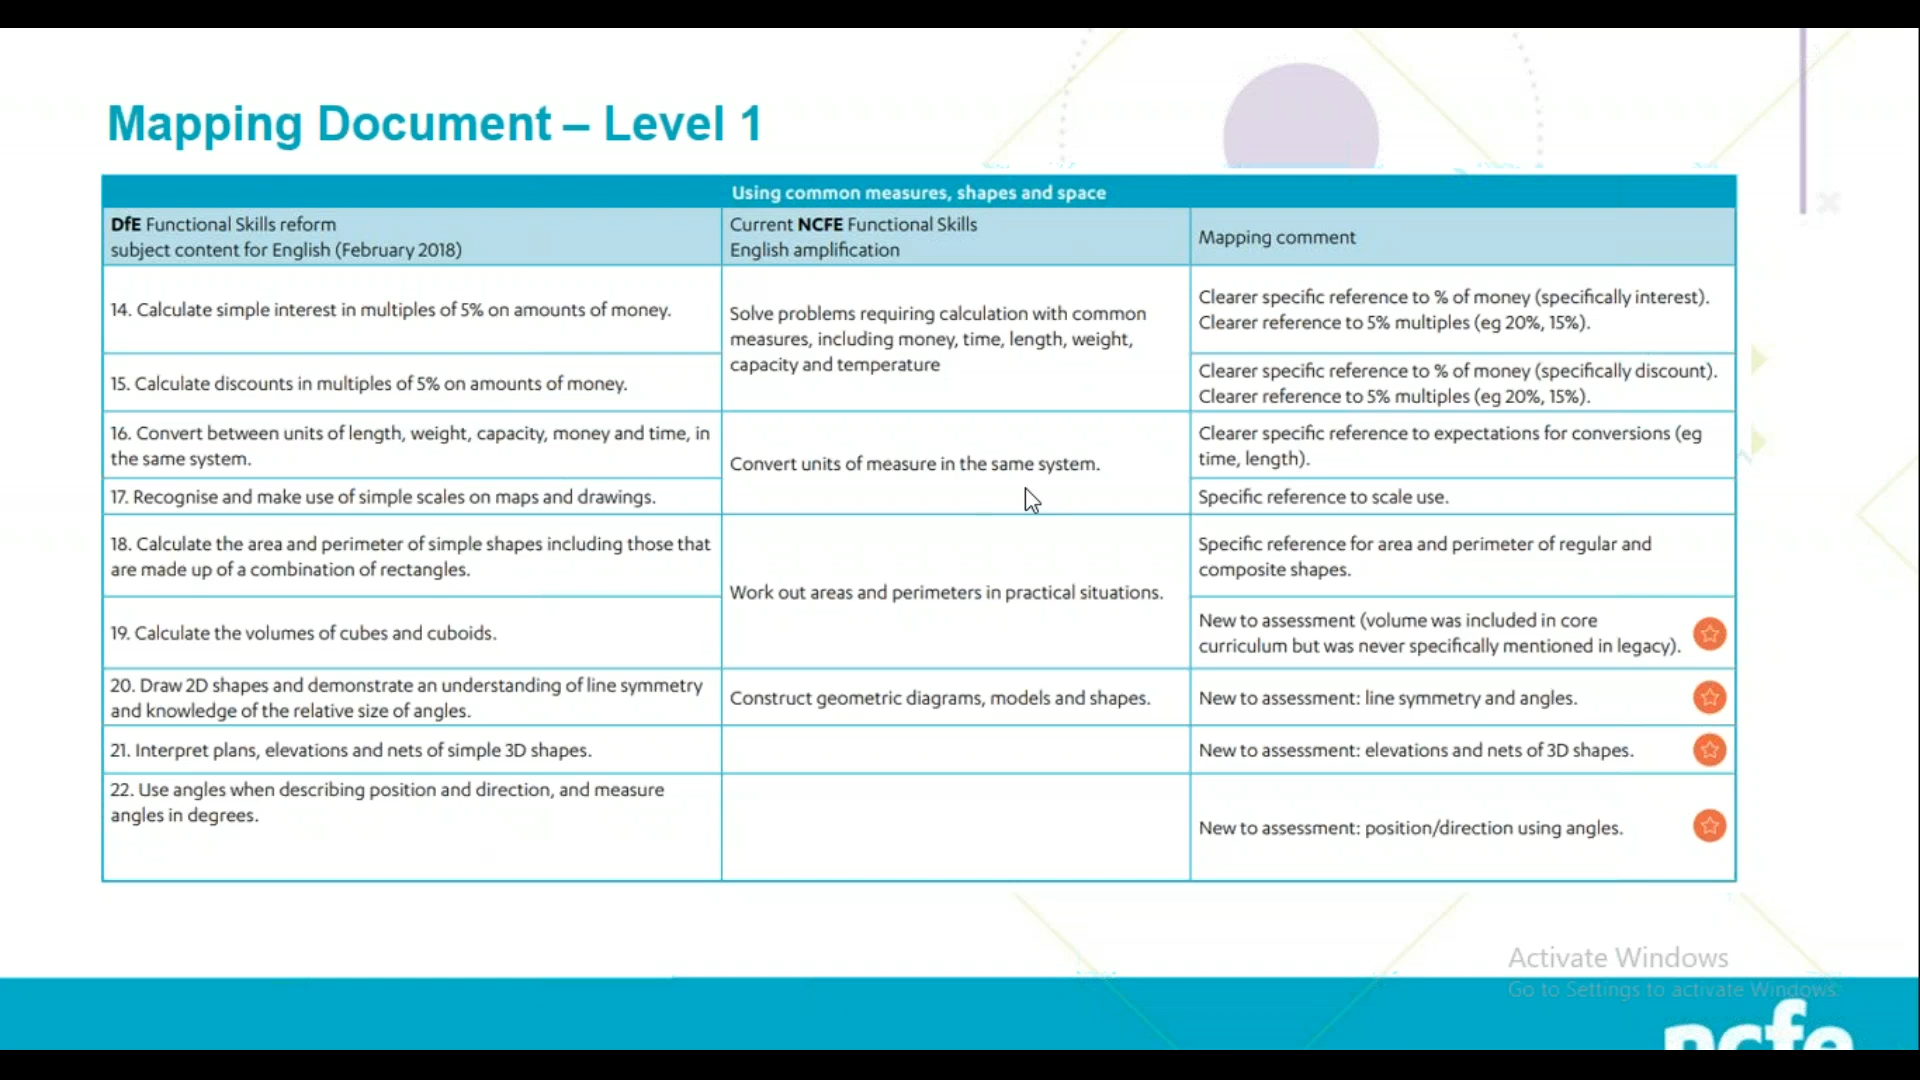 Mapping Document – Level 1
Using common measures, shapes and space
DfE Functional Skills reform
subject content for English (February 2018)
Current NCFE Functional Skills
English amplification
Mapping comment
14. Calculate simple interest in multiples of 5% on amounts of money.
Solve problems requiring calculation with common
measures, including money, time, length, weight,
capacity and temperature
Clearer specific reference to % of money (specifically interest).
Clearer reference to 5% multiples (eg 20%, 15%).
15. Calculate discounts in multiples of 5% on amounts of money.
Clearer specific reference to % of money (specifically discount).
Clearer reference to 5% multiples (eg 20%, 15%).
16. Convert between units of length, weight, capacity, money and time, in
the same system.
Convert units of measure in the same system.
Clearer specific reference to expectations for conversions (eg
time, length).
17. Recognise and make use of simple scales on maps and drawings.
Specific reference to scale use.
18. Calculate the area and perimeter of simple shapes including those that
are made up of a combination of rectangles.
Work out areas and perimeters in practical situations.
Specific reference for area and perimeter of regular and
composite shapes.
19. Calculate the volumes of cubes and cuboids.
New to assessment (volume was included in core
curriculum but was never specifically mentioned in legacy).
20. Draw 2D shapes and demonstrate an understanding of line symmetry
and knowledge of the relative size of angles.
Construct geometric diagrams, models and shapes.
New to assessment: line symmetry and angles.
21. Interpret plans, elevations and nets of simple 3D shapes.
New to assessment: elevations and nets of 3D shapes.
22. Use angles when describing position and direction, and measure
angles in degrees.
New to assessment: position/direction using angles.
Activate Windows
Go to Settings to activate Windows.
ncfe